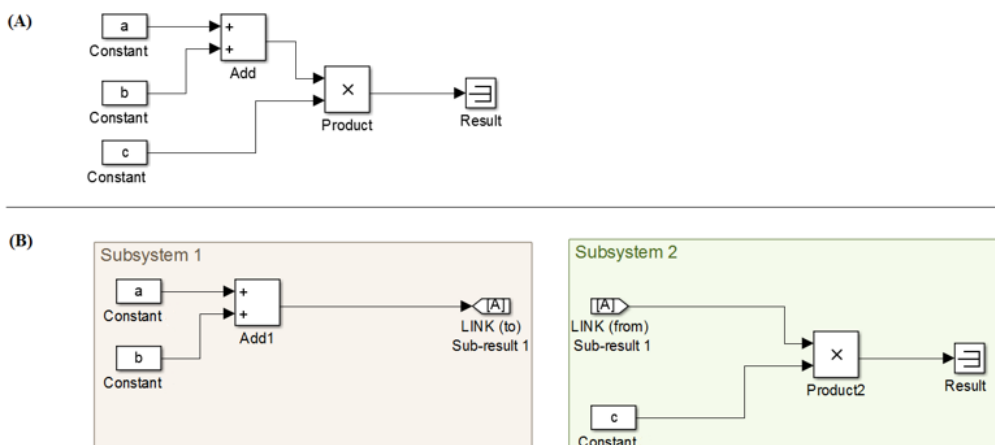 (A)
a
Constant
+
+
Add
b
Constant
×
Product
Result
c
Constant
(B)
Subsystem 1
a
Constant
+
+
Add1
[A]
LINK (to)
Sub-result 1
b
Constant
Subsystem 2
[A]
LINK (from)
Sub-result 1
×
Product2
Result
c
Constant